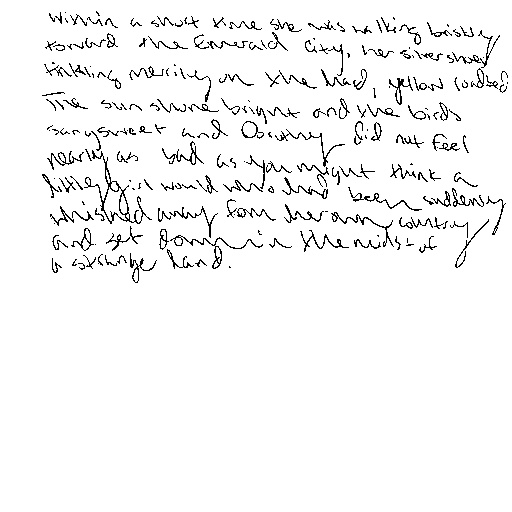 Within a short time she was walking briskly
toward the Emerald City, her silver shoes
tinkling merrily on the hard, yellow roadbed.
The sun shone bright and the birds
sang sweet and Dorothy did not feel
nearly as bad as you might think a
little girl would who had been suddenly
whisked away from her own country
and set down in the midst of
a strange land.